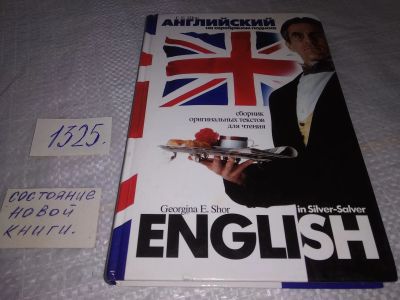 АНГЛИЙСКИЙ
на серебряном подносе
сборник
оригинальных текстов
для чтения
Georgina E. Shor
in Silver-Salver
ENGLISH
1325.
СОСТОЯНИЕ
НОВОЙ
КНИГИ.